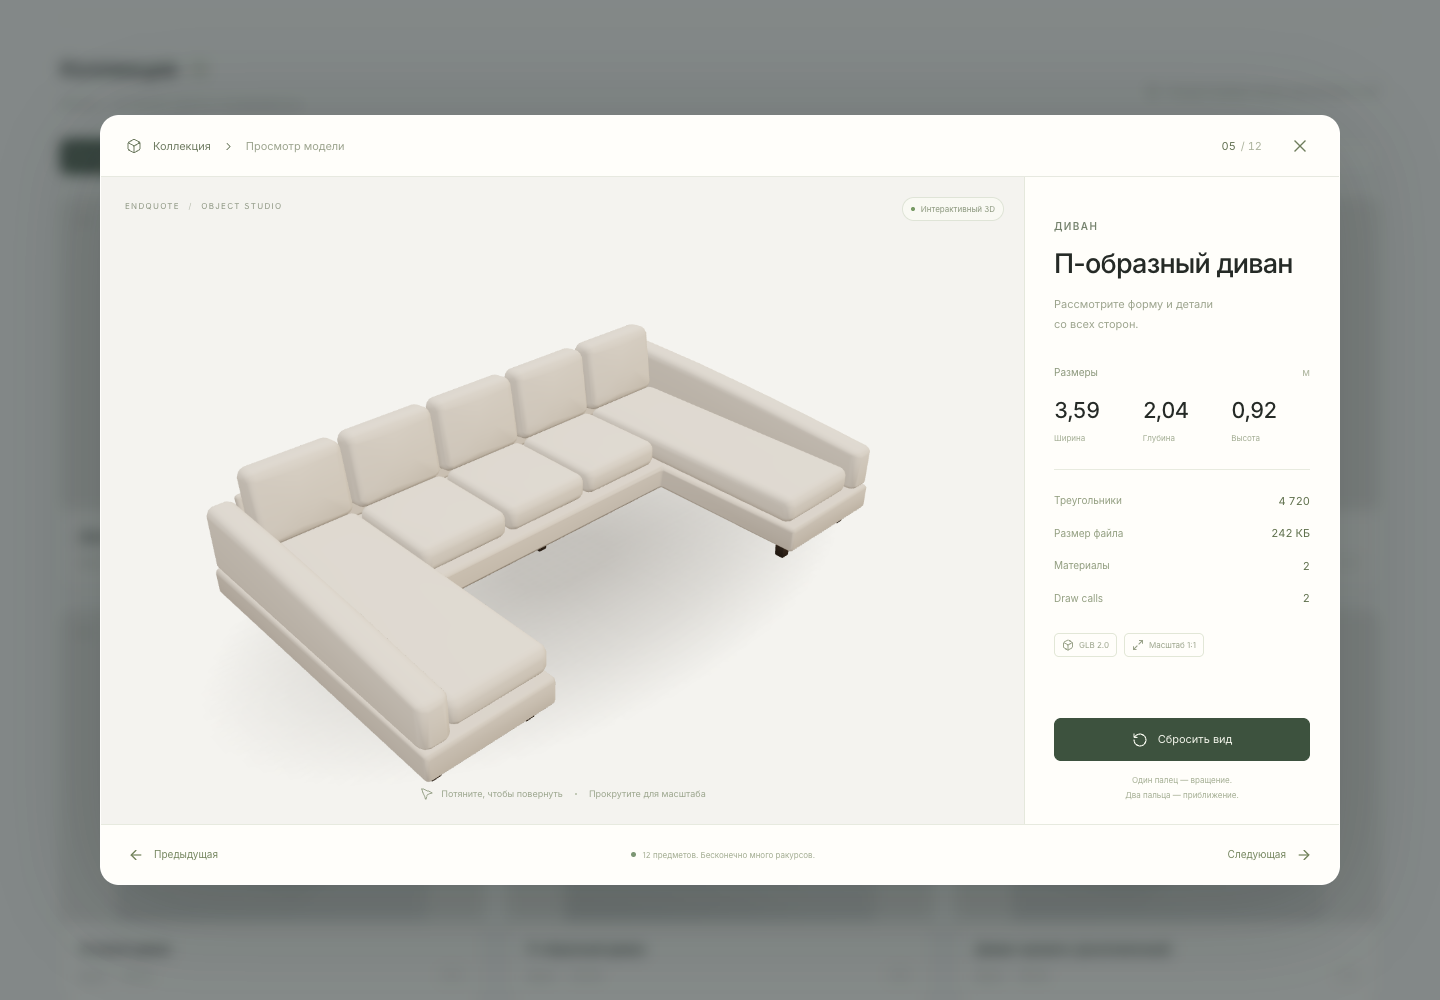 Коллекция > Просмотр модели
05 / 12
ENDQUOTE / OBJECT STUDIO
Интерактивный 3D
ДИВАН
П-образный диван
Рассмотрите форму и детали
со всех сторон.
Размеры м
3,59 2,04 0,92
Ширина Глубина Высота
Треугольники 4 720
Размер файла 242 КБ
Материалы 2
Draw calls 2
GLB 2.0 Масштаб 1:1
Сбросить вид
Один палец — вращение.
Два пальца — приближение.
Потяните, чтобы повернуть • Прокрутите для масштаба
Предыдущая
12 предметов. Бесконечно много ракурсов.
Следующая